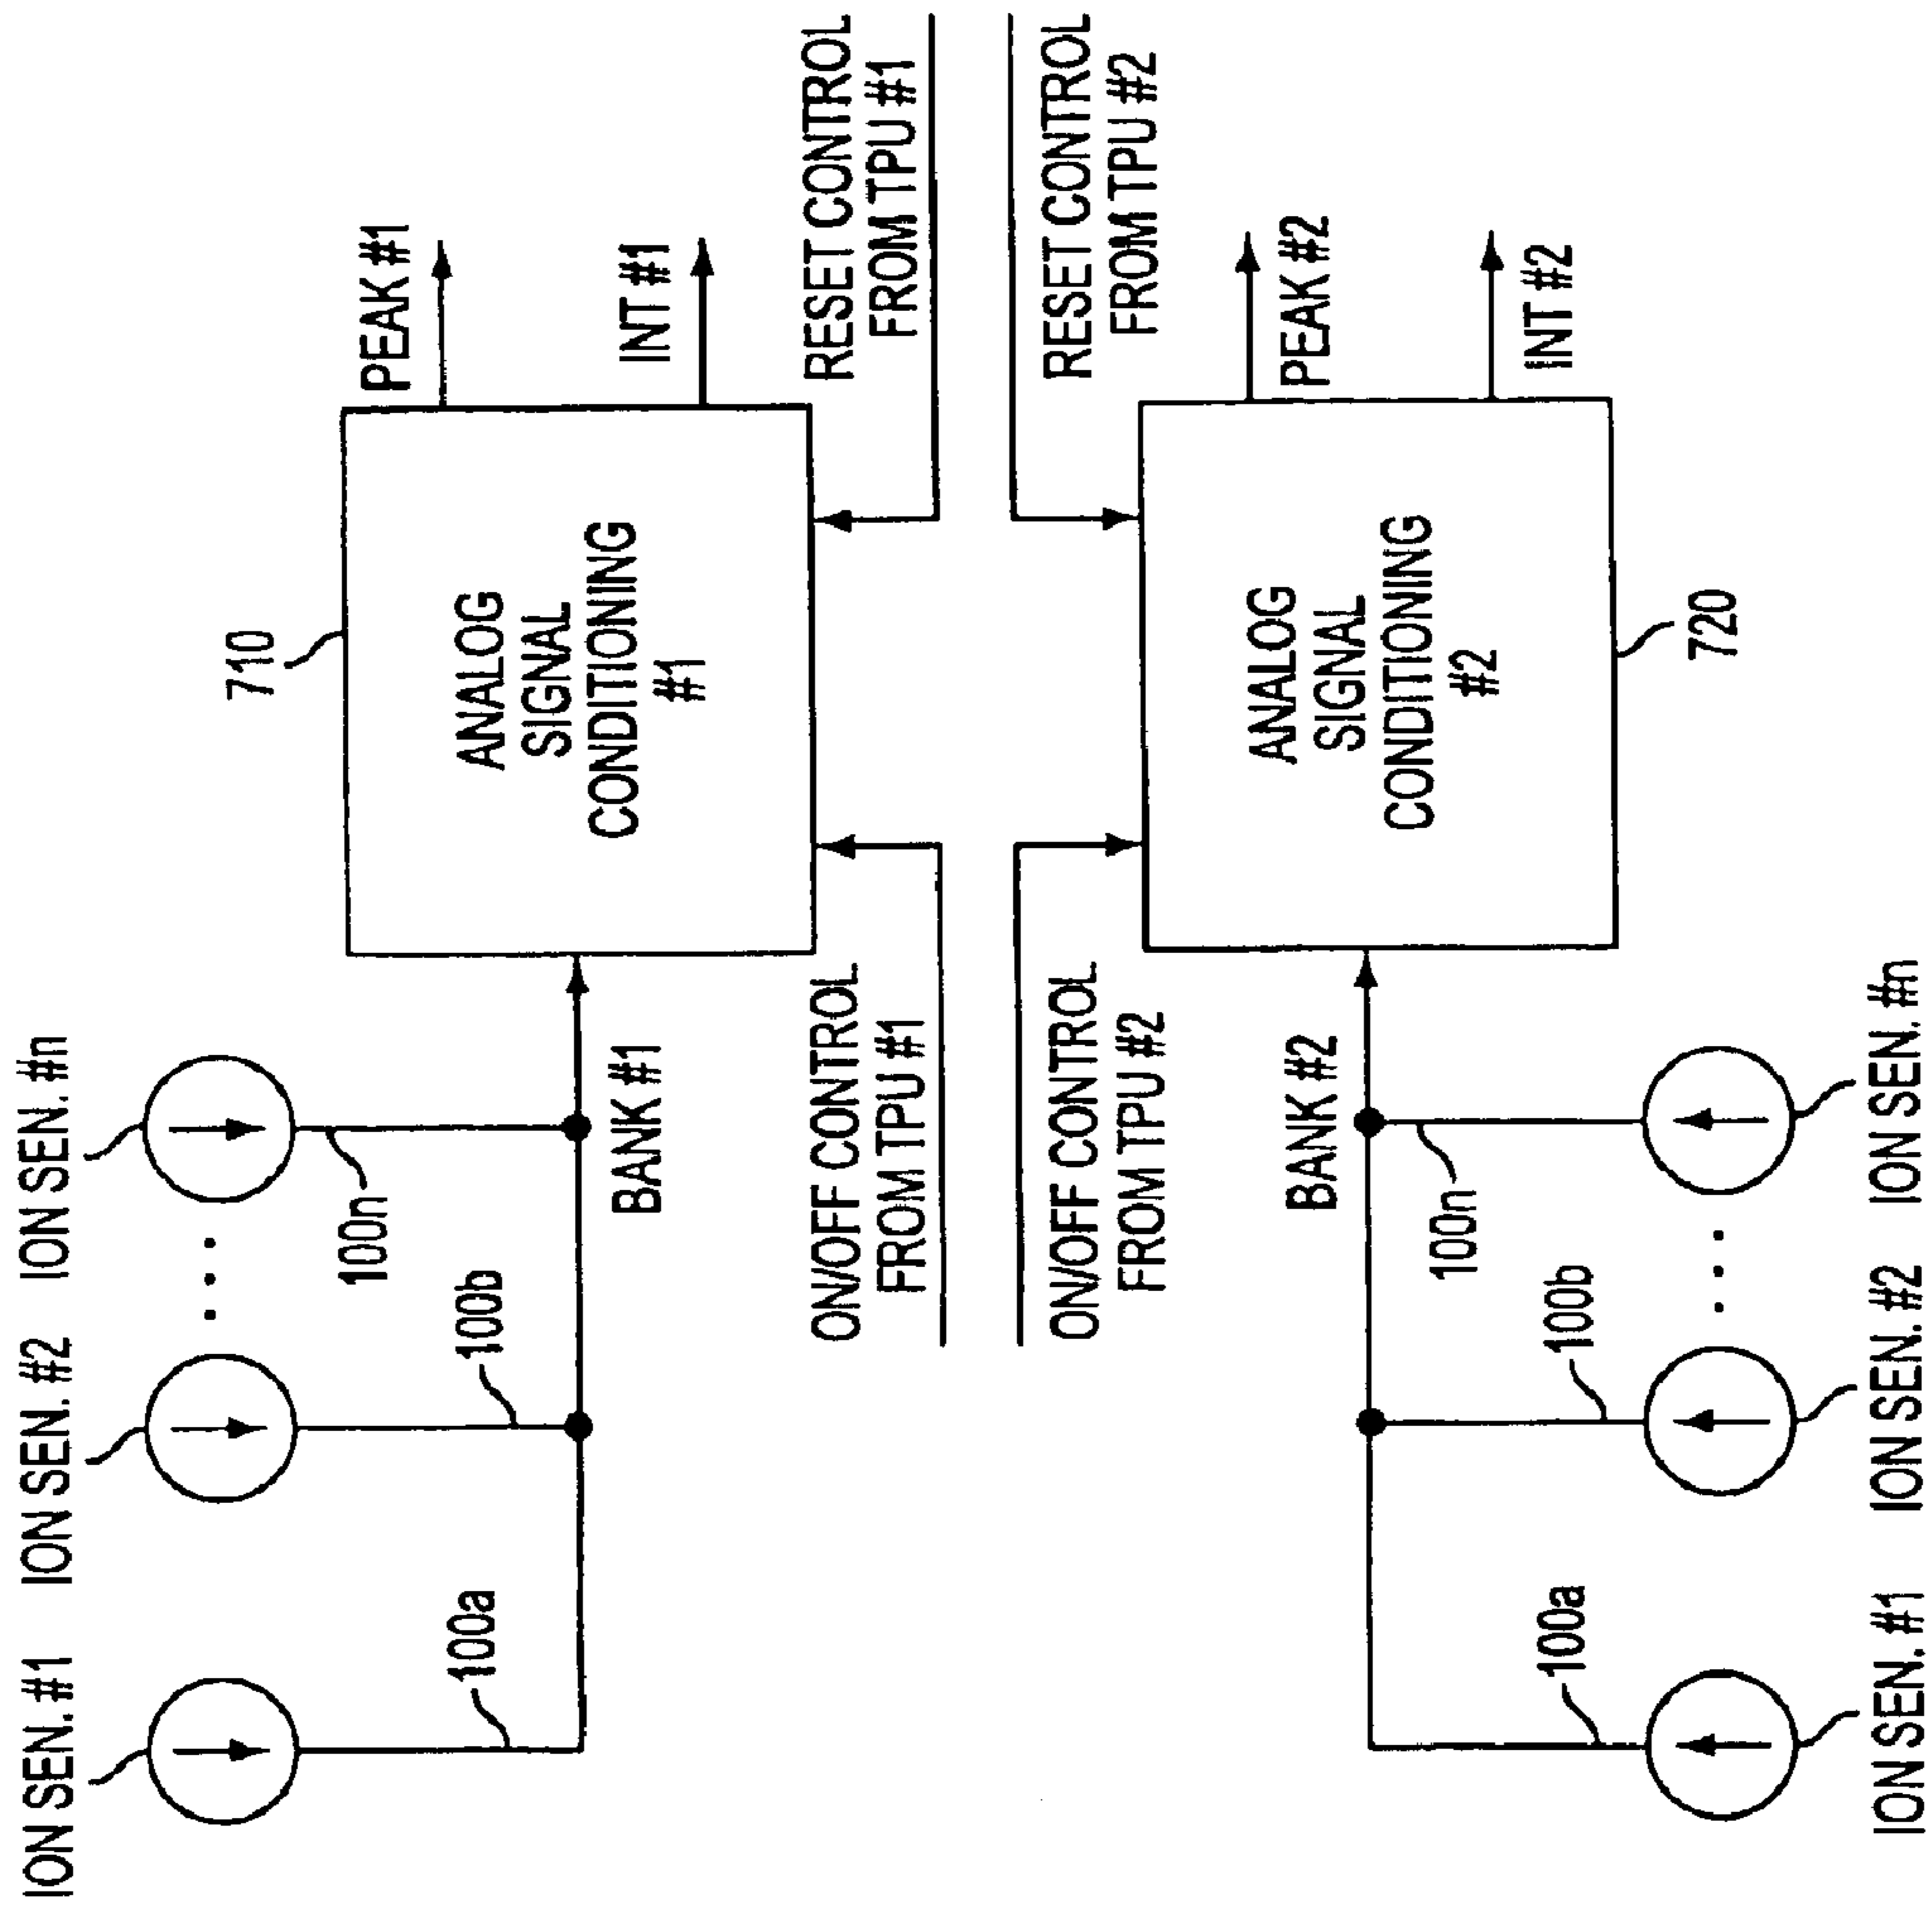 ION SEN. #1
ION SEN. #2
ION SEN. #n
710
100a
100b
100n
BANK #1
ANALOG
SIGNAL
CONDITIONING
#1
PEAK #1
INT #1
ON/OFF CONTROL
FROM TPU #1
RESET CONTROL
FROM TPU #1
ON/OFF CONTROL
FROM TPU #2
RESET CONTROL
FROM TPU #2
BANK #2
ANALOG
SIGNAL
CONDITIONING
#2
PEAK #2
INT #2
100a
100b
100n
720
ION SEN. #1
ION SEN. #2
ION SEN. #n